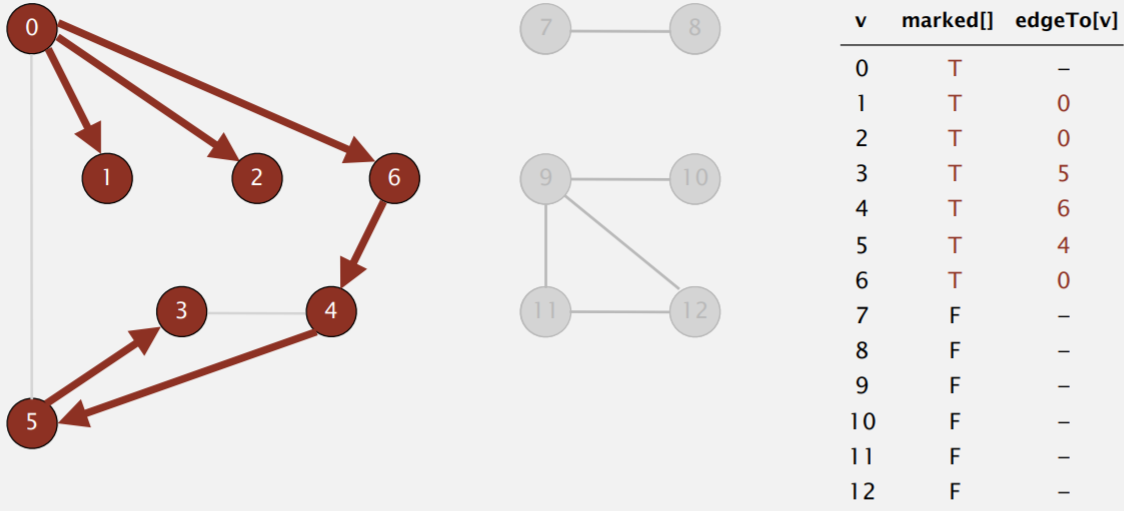 0
7 8
1 2 6
9 10
3 4
11 12
5
v marked[] edgeTo[v]
0 T –
1 T 0
2 T 0
3 T 5
4 T 6
5 T 4
6 T 0
7 F –
8 F –
9 F –
10 F –
11 F –
12 F –